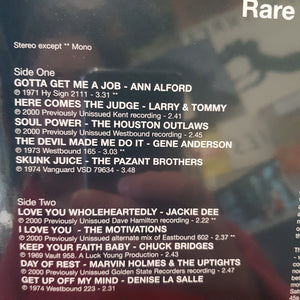 Rare
Stereo except ** Mono
Side One
GOTTA GET ME A JOB - ANN ALFORD
℗ 1971 Hy Sign 2111 - 3.31 **
HERE COMES THE JUDGE - LARRY & TOMMY
℗ 2000 Previously Unissued Kent recording - 2.41
SOUL POWER - THE HOUSTON OUTLAWS
℗ 2000 Previously Unissued Westbound recording - 2.45
THE DEVIL MADE ME DO IT - GENE ANDERSON
℗ 1973 Westbound 165 - 3.03 **
SKUNK JUICE - THE PAZANT BROTHERS
℗ 1974 Vanguard VSD 79634 - 3.48
Side Two
LOVE YOU WHOLEHEARTEDLY - JACKIE DEE
℗ 2000 Previously Unissued Dave Hamilton recording - 2.22 **
I LOVE YOU - THE MOTIVATIONS
℗ 2000 Previously Unissued alternate mix of Eastbound 602 - 2.37 **
KEEP YOUR FAITH BABY - CHUCK BRIDGES
℗ 1969 Vault 958. A Luck Young Production - 2.43
DAY OF REST - MARVIN HOLMES & THE UPTIGHTS
℗ 2000 Previously Unissued Golden State Recorders recording - 2.31
GET UP OFF MY MIND - DENISE LA SALLE
℗ 1974 Westbound 223 - 2.31